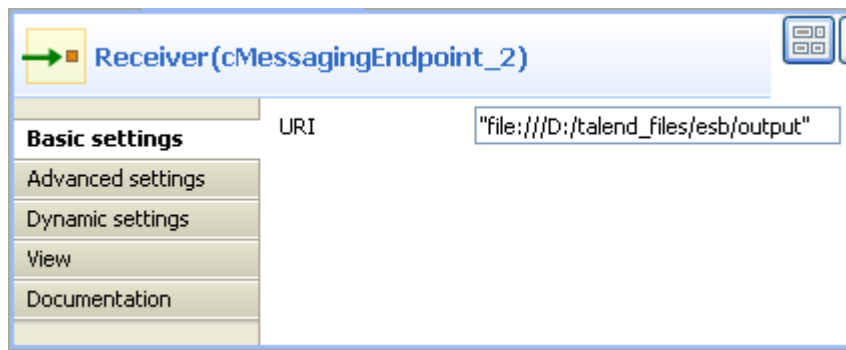 Receiver(cMessagingEndpoint_2)
Basic settings
URI "file:///D:/talend_files/esb/output"
Advanced settings
Dynamic settings
View
Documentation